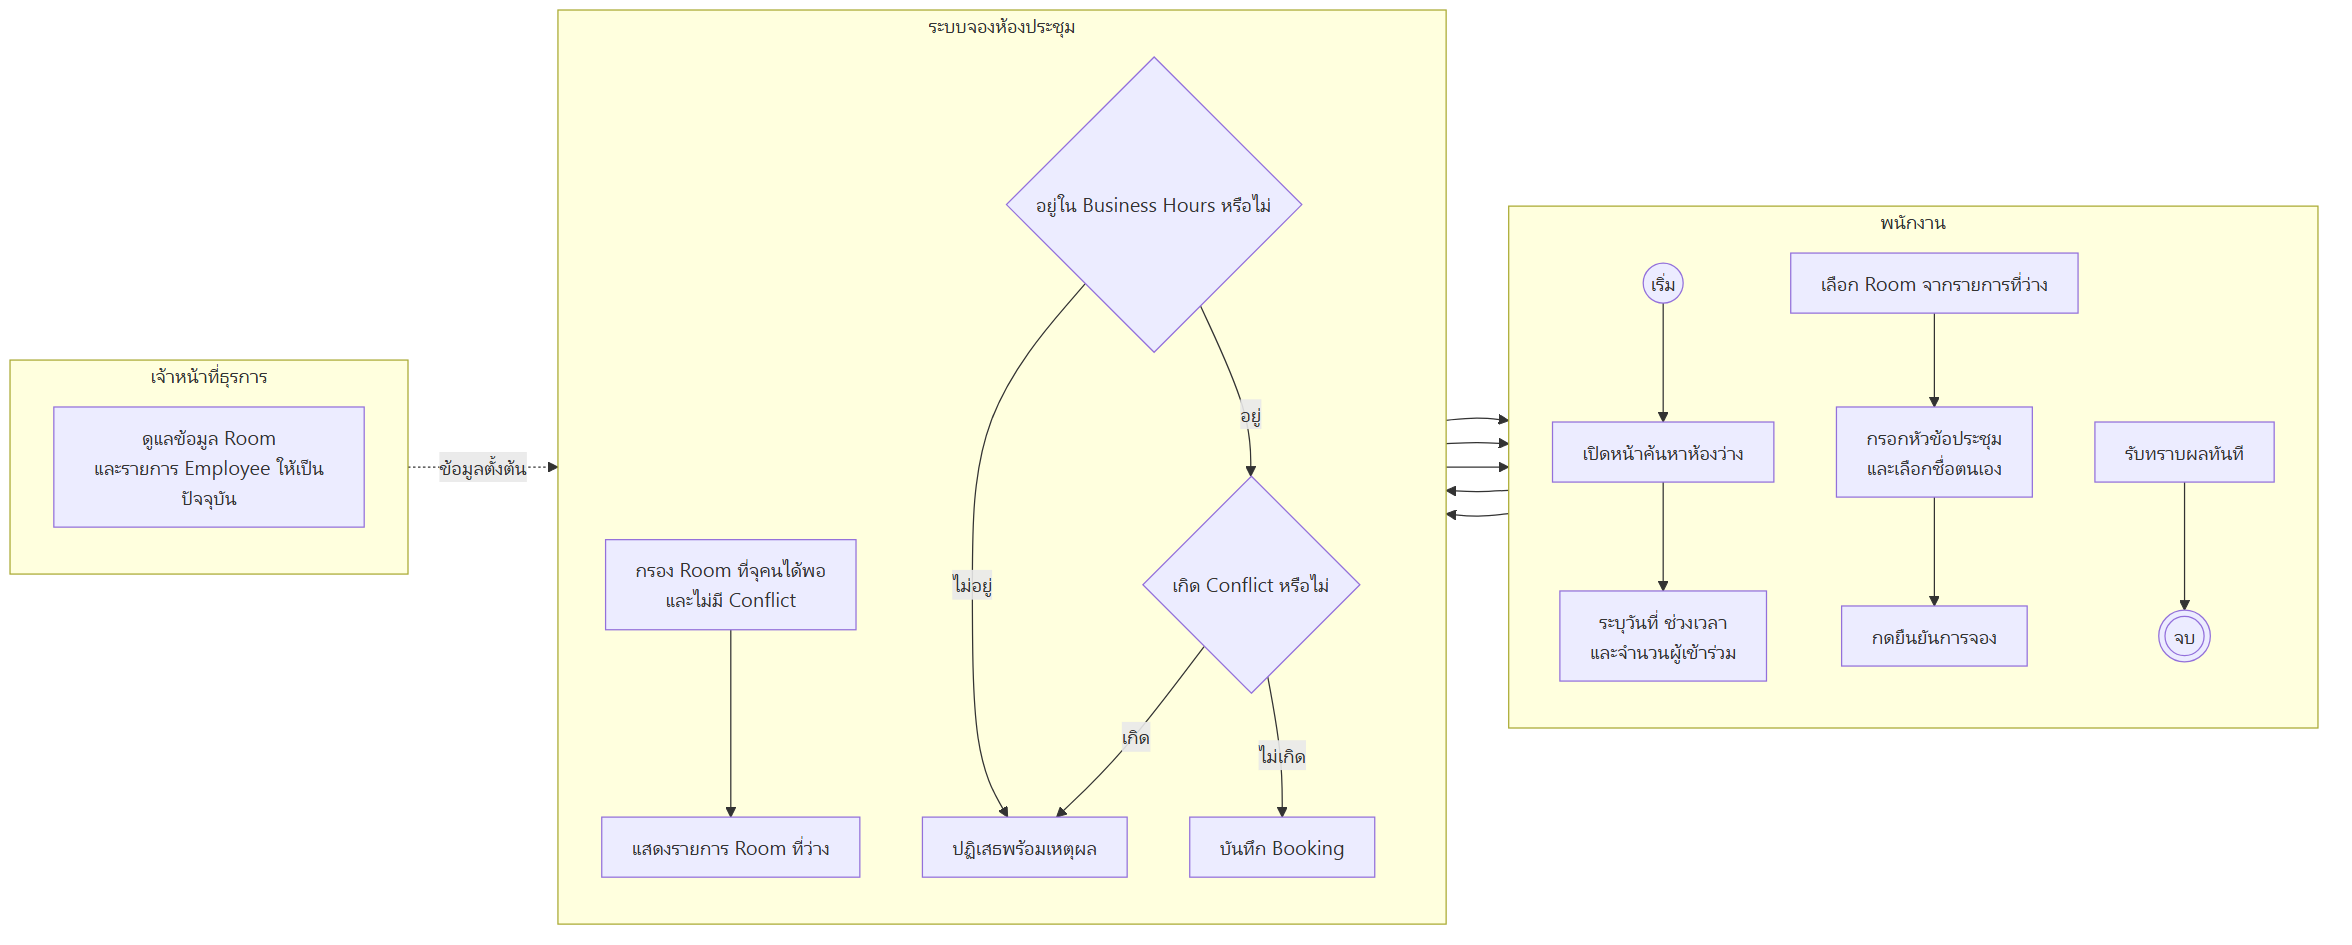 ระบบจองห้องประชุม
อยู่ใน Business Hours หรือไม่
อยู่
ไม่อยู่
เกิด Conflict หรือไม่
กรอง Room ที่จุคนได้พอ
และไม่มี Conflict
เกิด
ไม่เกิด
แสดงรายการ Room ที่ว่าง
ปฏิเสธพร้อมเหตุผล
บันทึก Booking
เจ้าหน้าที่ธุรการ
ดูแลข้อมูล Room
และรายการ Employee ให้เป็น
ปัจจุบัน
ข้อมูลตั้งต้น
พนักงาน
เริ่ม
เลือก Room จากรายการที่ว่าง
เปิดหน้าค้นหาห้องว่าง
กรอกหัวข้อประชุม
และเลือกชื่อตนเอง
รับทราบผลทันที
ระบุวันที่ ช่วงเวลา
และจำนวนผู้เข้าร่วม
กดยืนยันการจอง
จบ